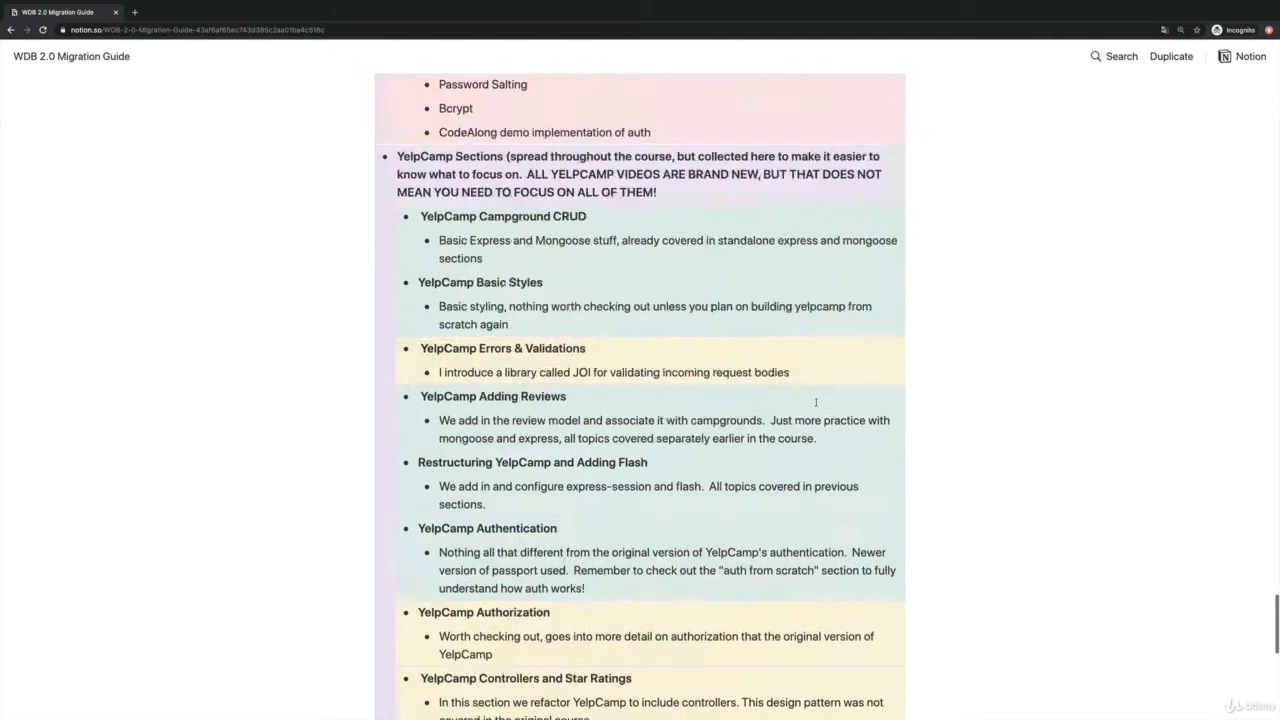 WDB 2.0 Migration Guide
notion.so/WDB-2-0-Migration-Guide-43af6af65ec743d385c2aa01ba4c516c
Incognito
WDB 2.0 Migration Guide
Search
Duplicate
Notion
Password Salting
Bcrypt
CodeAlong demo implementation of auth
YelpCamp Sections (spread throughout the course, but collected here to make it easier to
know what to focus on. ALL YELPCAMP VIDEOS ARE BRAND NEW, BUT THAT DOES NOT
MEAN YOU NEED TO FOCUS ON ALL OF THEM!
YelpCamp Campground CRUD
Basic Express and Mongoose stuff, already covered in standalone express and mongoose
sections
YelpCamp Basic Styles
Basic styling, nothing worth checking out unless you plan on building yelpcamp from
scratch again
YelpCamp Errors & Validations
I introduce a library called JOI for validating incoming request bodies
YelpCamp Adding Reviews
We add in the review model and associate it with campgrounds. Just more practice with
mongoose and express, all topics covered separately earlier in the course.
Restructuring YelpCamp and Adding Flash
We add in and configure express-session and flash. All topics covered in previous
sections.
YelpCamp Authentication
Nothing all that different from the original version of YelpCamp's authentication. Newer
version of passport used. Remember to check out the "auth from scratch" section to fully
understand how auth works!
YelpCamp Authorization
Worth checking out, goes into more detail on authorization that the original version of
YelpCamp
YelpCamp Controllers and Star Ratings
In this section we refactor YelpCamp to include controllers. This design pattern was not
covered in the original course
Udemy